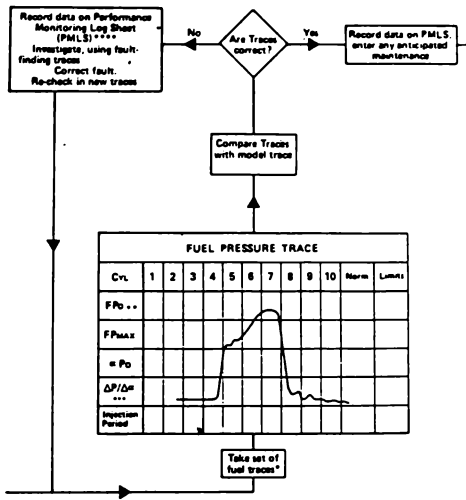 Record data on Performance
Monitoring Log Sheet
(PMLS) ****
Investigate, using fault-
finding traces
Correct fault.
Re-check in new traces
No
Are Traces
correct?
Yes
Record data on PMLS.
enter any anticipated
maintenance
Compare Traces
with model trace
FUEL PRESSURE TRACE
CYL 1 2 3 4 5 6 7 8 9 10 Norm Limits
FPO **
FPMAX
∝ PO
ΔP/Δ∝
***
Injection
Period
Take set of
fuel traces*